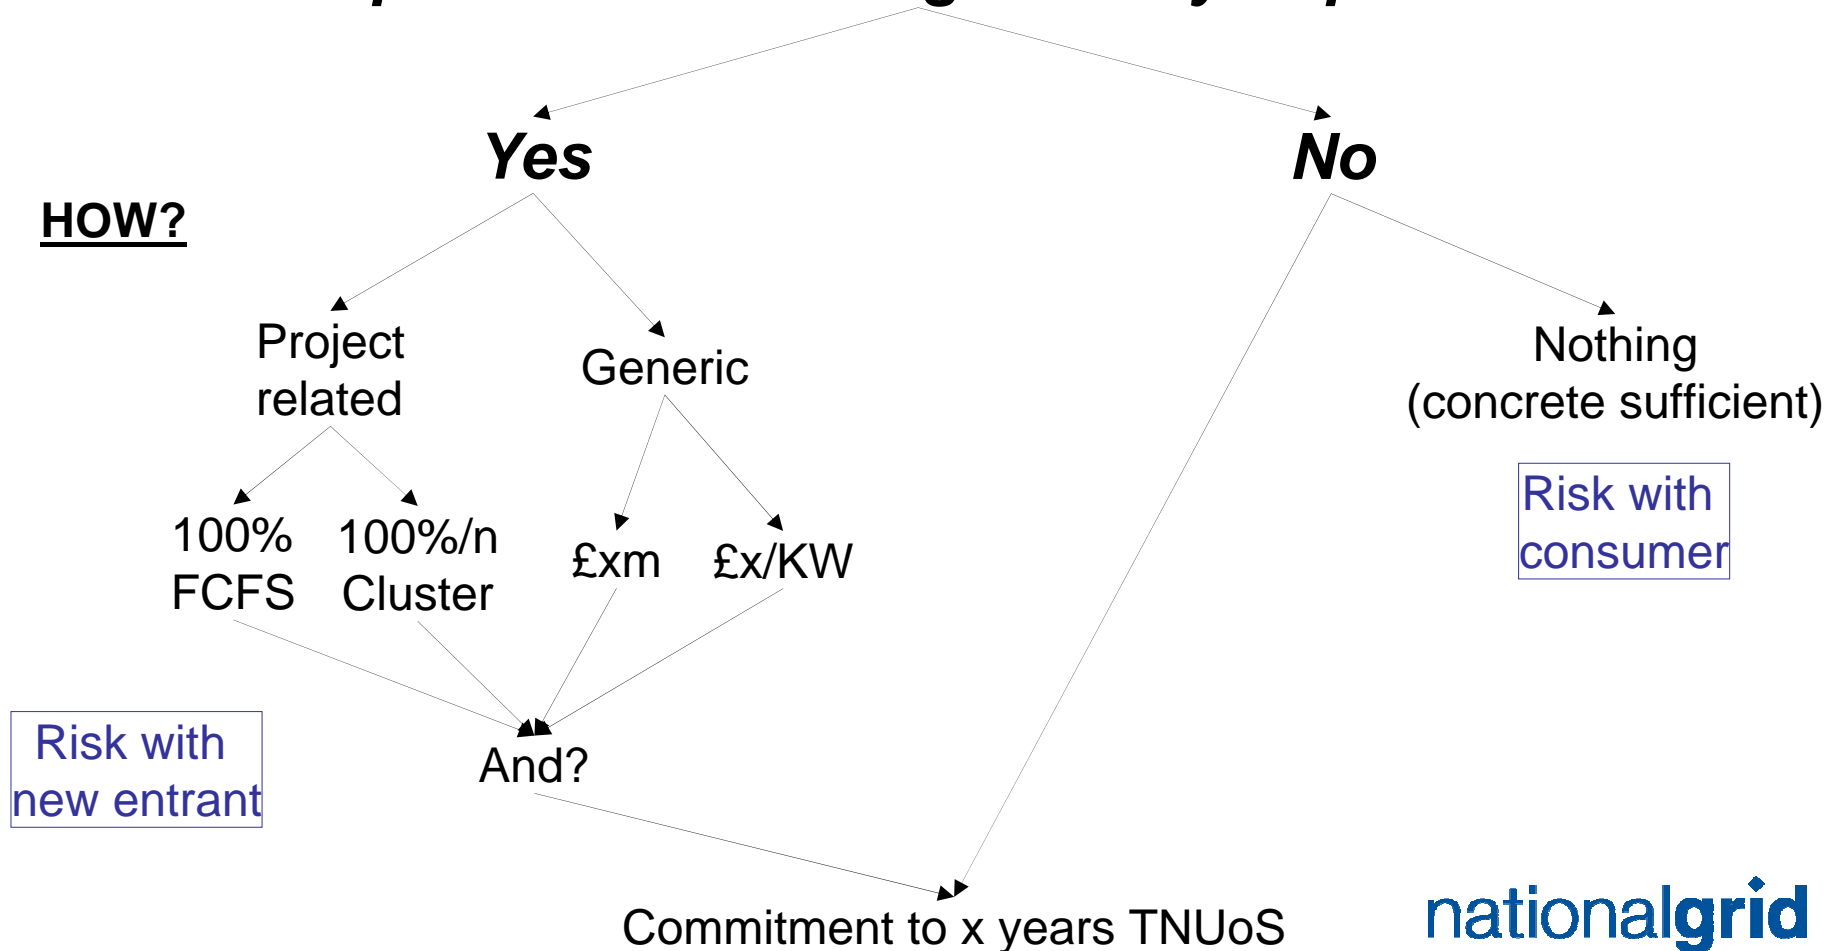 Yes
No
HOW?
Project
related
Generic
Nothing
(concrete sufficient)
100%
FCFS
100%/n
Cluster
£xm
£x/KW
Risk with
consumer
Risk with
new entrant
And?
Commitment to x years TNUoS
nationalgrid